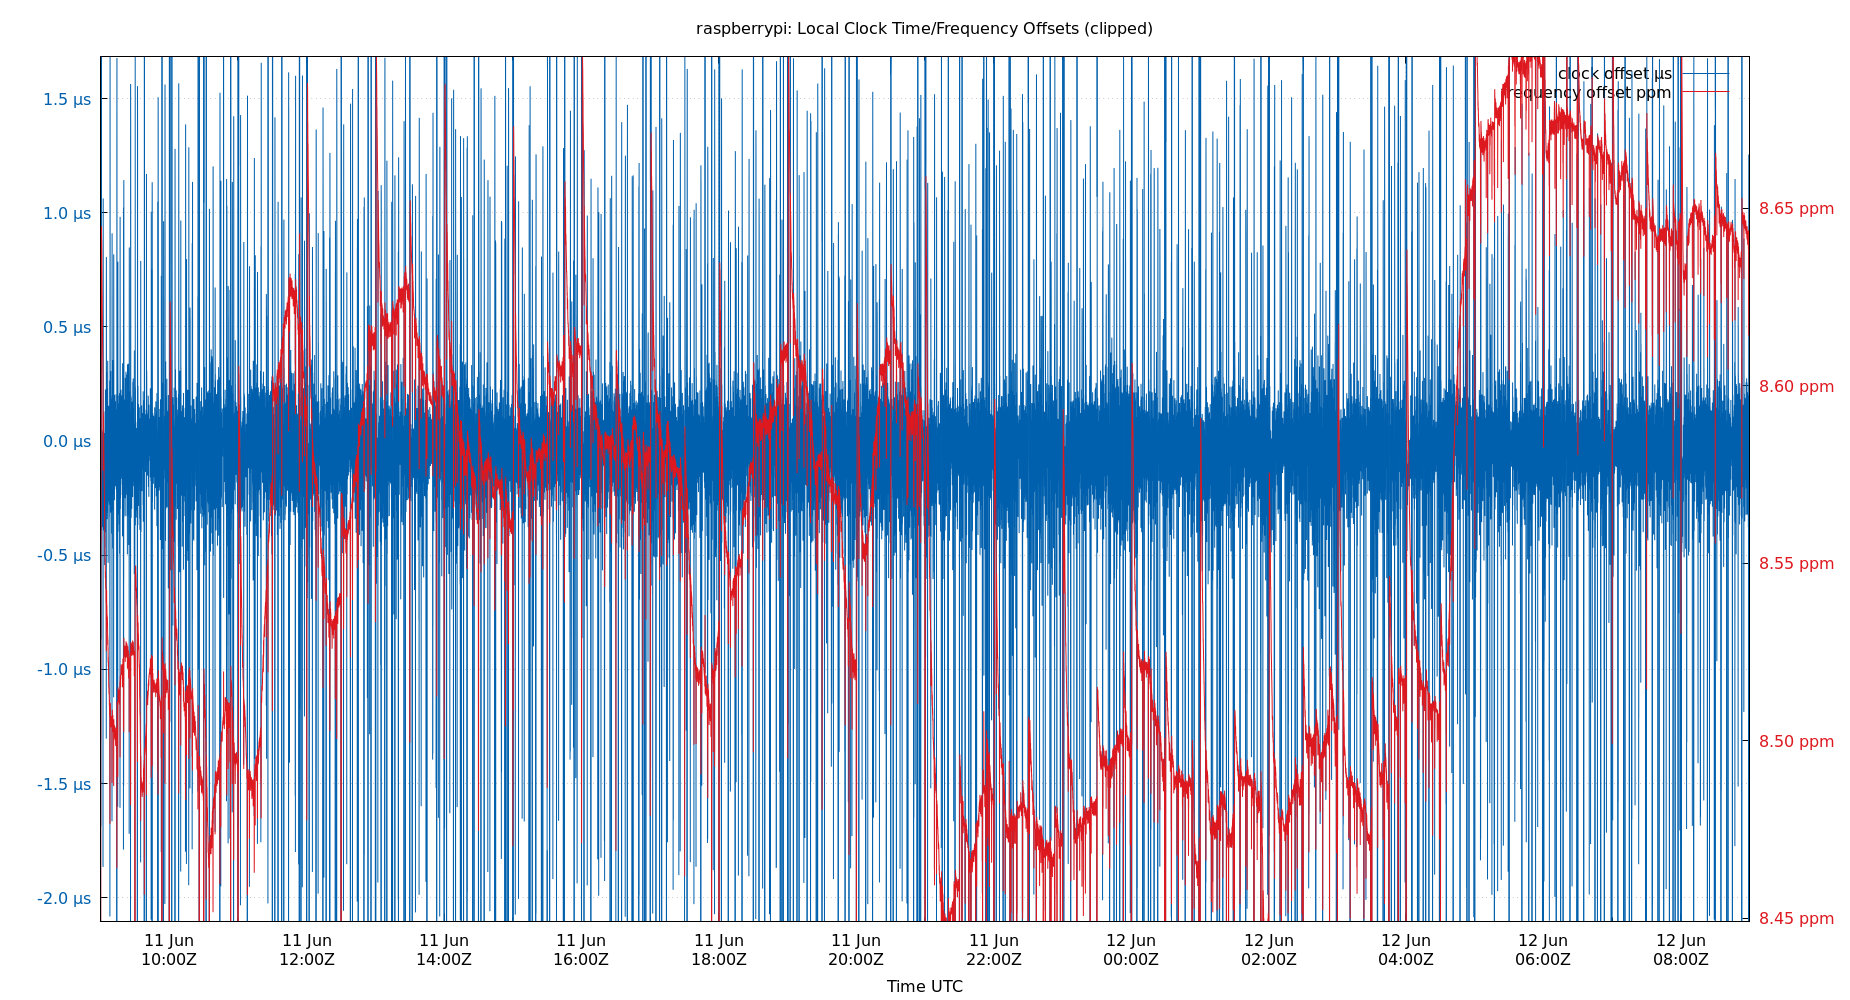 raspberrypi: Local Clock Time/Frequency Offsets (clipped)
clock offset µs
frequency offset ppm
1.5 µs
1.0 µs
0.5 µs
0.0 µs
-0.5 µs
-1.0 µs
-1.5 µs
-2.0 µs
8.65 ppm
8.60 ppm
8.55 ppm
8.50 ppm
8.45 ppm
11 Jun 11 Jun 11 Jun 11 Jun 11 Jun 11 Jun 11 Jun 12 Jun 12 Jun 12 Jun 12 Jun 12 Jun
10:00Z 12:00Z 14:00Z 16:00Z 18:00Z 20:00Z 22:00Z 00:00Z 02:00Z 04:00Z 06:00Z 08:00Z
Time UTC